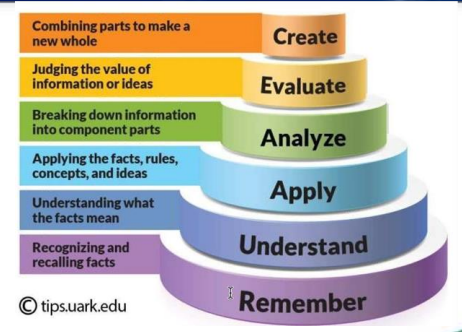 Combining parts to make a
new whole
Create
Judging the value of
information or ideas
Evaluate
Breaking down information
into component parts
Analyze
Applying the facts, rules,
concepts, and ideas
Apply
Understanding what
the facts mean
Understand
Recognizing and
recalling facts
Remember
© tips.uark.edu